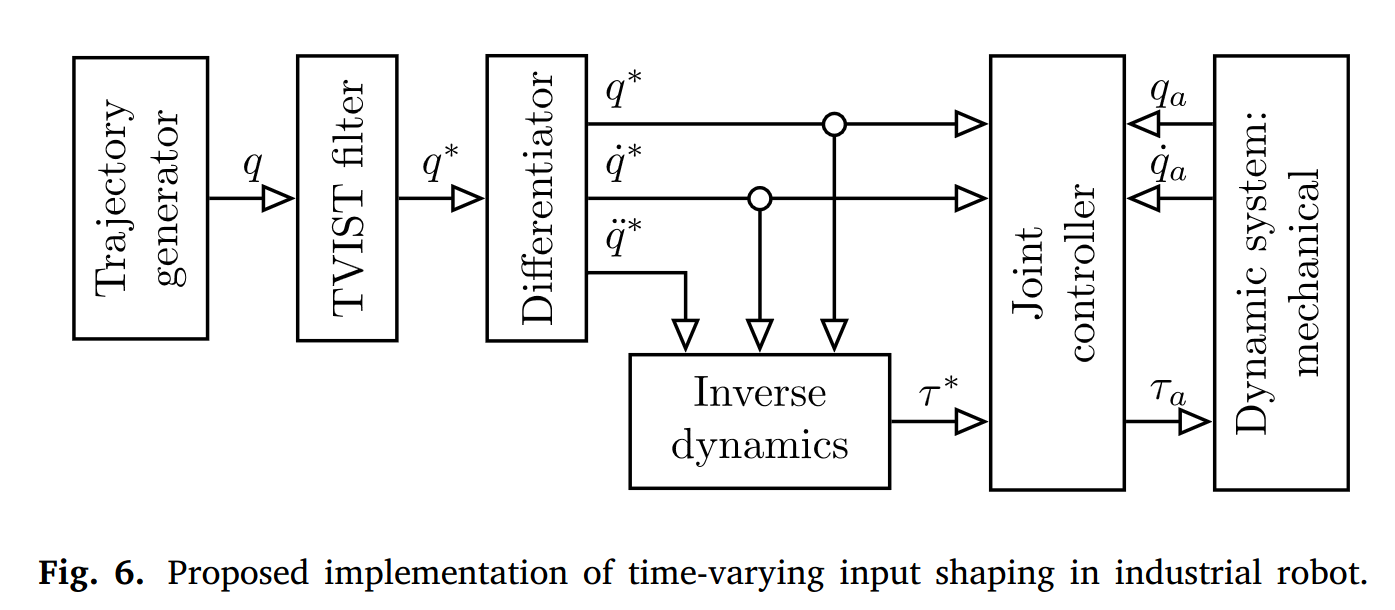 Trajectory
generator
q
TVIST filter
q*
Differentiator
q*
q̇*
q̈*
Inverse
dynamics
τ*
Joint
controller
qₐ
q̇ₐ
τₐ
Dynamic system:
mechanical
Fig. 6. Proposed implementation of time-varying input shaping in industrial robot.